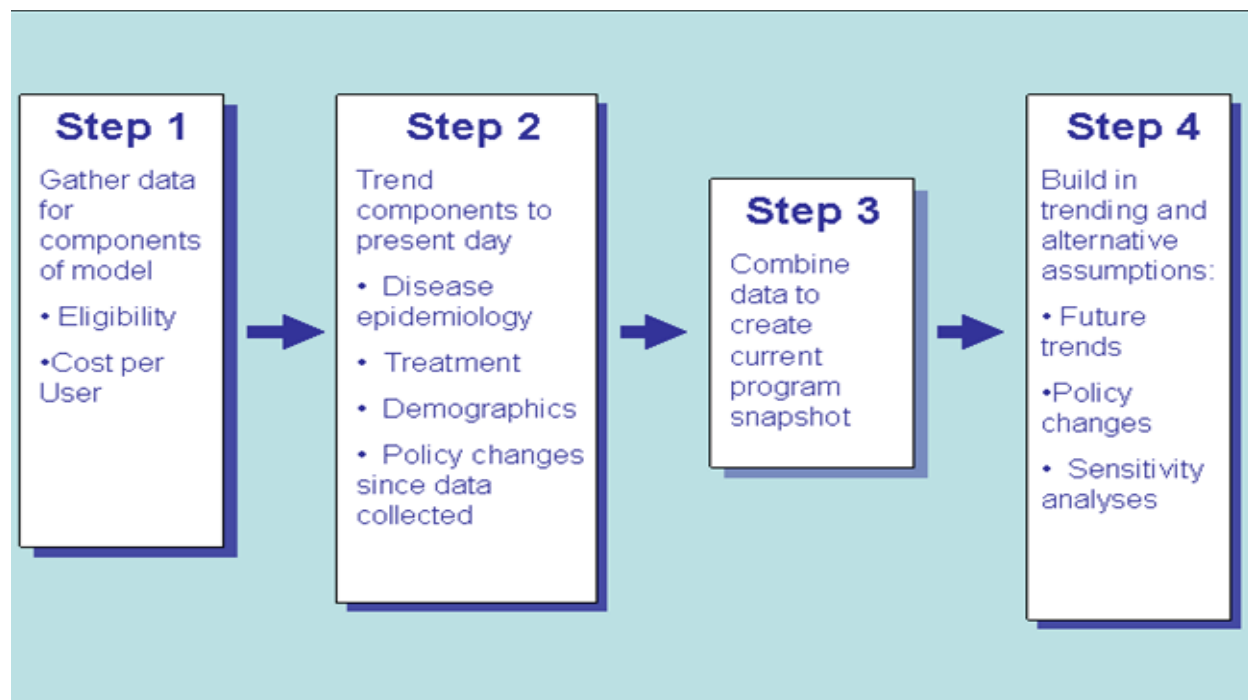 Step 1
Gather data
for
components
of model
• Eligibility
•Cost per
User
Step 2
Trend
components to
present day
• Disease
epidemiology
• Treatment
• Demographics
• Policy changes
since data
collected
Step 3
Combine
data to
create
current
program
snapshot
Step 4
Build in
trending and
alternative
assumptions:
• Future
trends
•Policy
changes
• Sensitivity
analyses